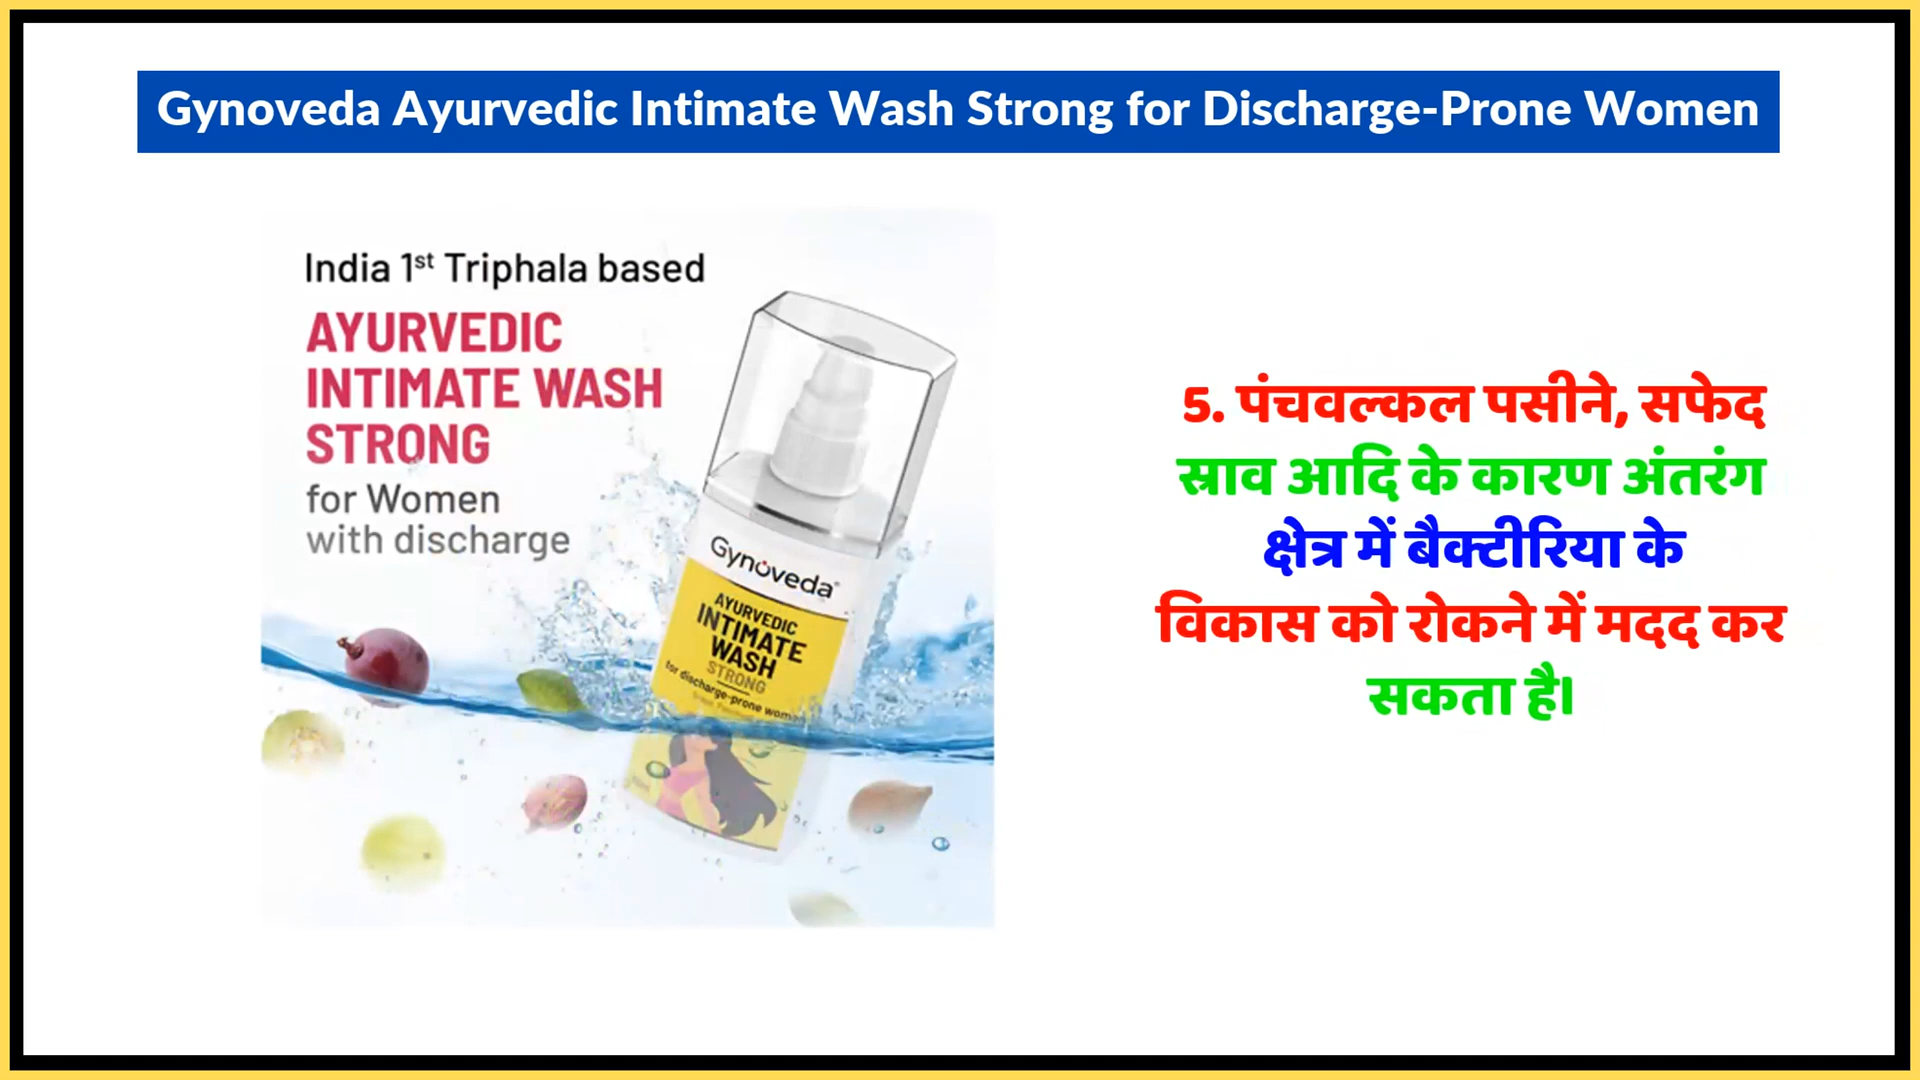 Gynoveda Ayurvedic Intimate Wash Strong for Discharge-Prone Women
India 1st Triphala based
AYURVEDIC
INTIMATE WASH
STRONG
for Women
with discharge
Gynoveda
AYURVEDIC
INTIMATE
WASH
STRONG
for discharge-prone
5. पंचवल्कल पसीने, सफेद
स्राव आदि के कारण अंतरंग
क्षेत्र में बैक्टीरिया के
विकास को रोकने में मदद कर
सकता है।